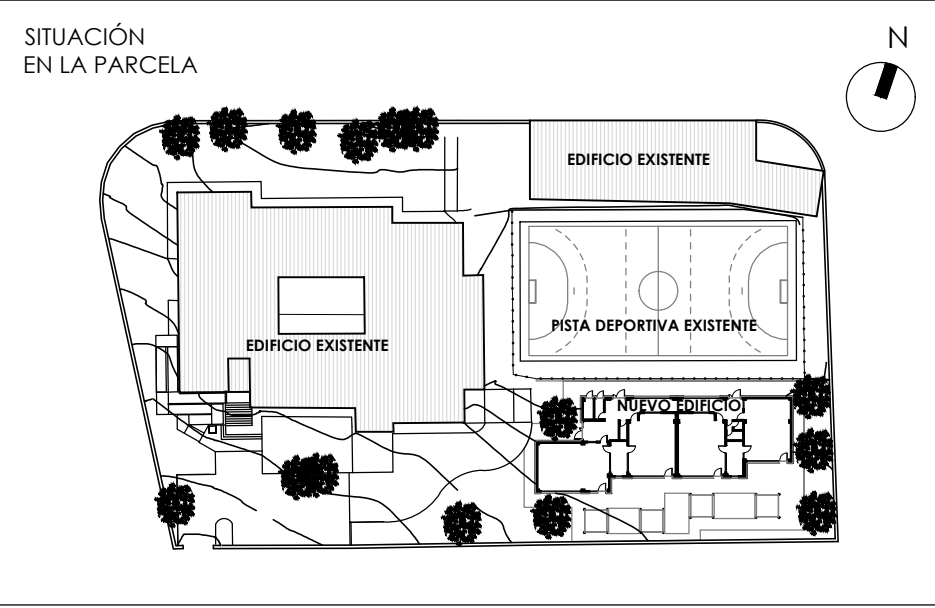 SITUACIÓN
EN LA PARCELA
N
EDIFICIO EXISTENTE
PISTA DEPORTIVA EXISTENTE
EDIFICIO EXISTENTE
NUEVO EDIFICIO